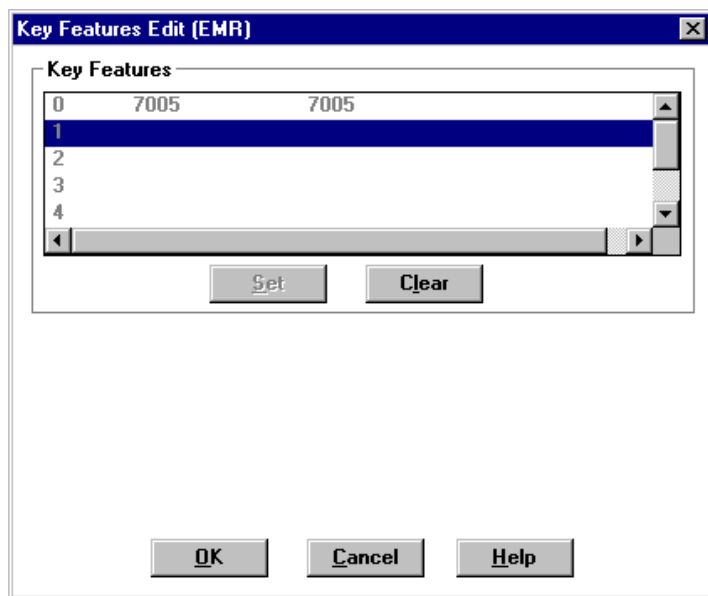 Key Features Edit (EMR)
Key Features
0 7005 7005
1
2
3
4
Set Clear
OK Cancel Help